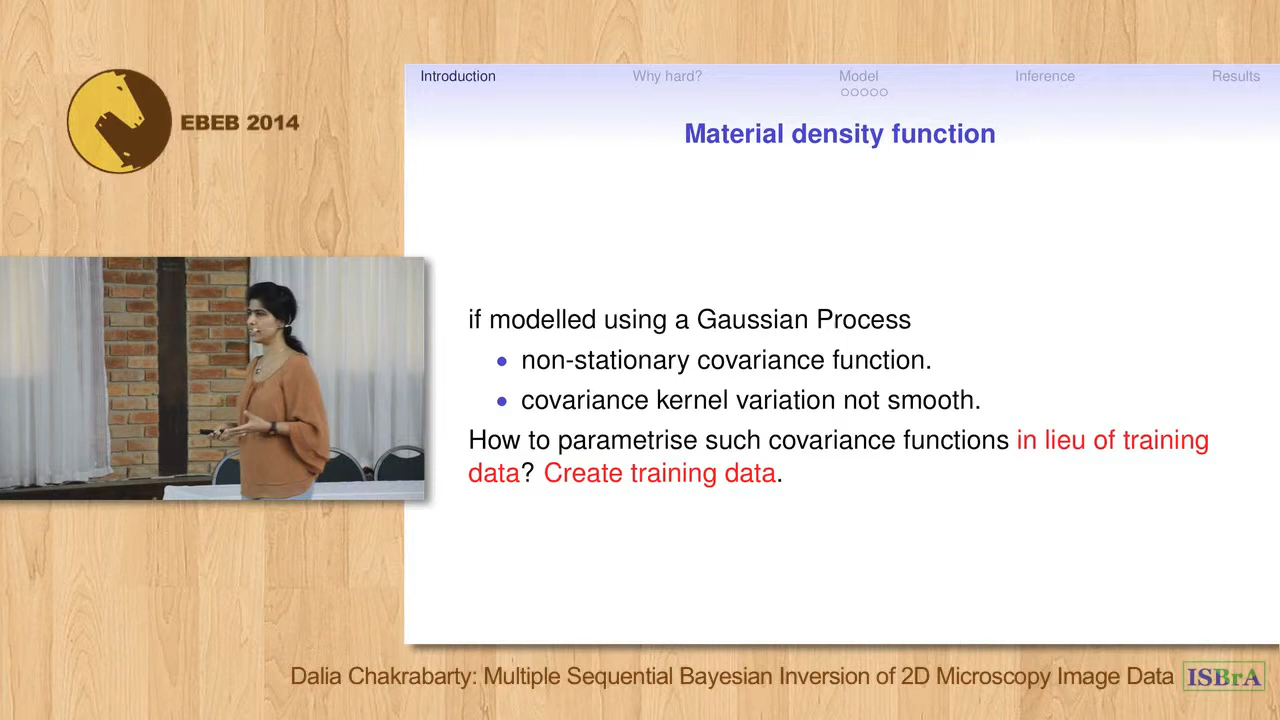 EBEB 2014
Introduction Why hard? Model Inference Results
Material density function
if modelled using a Gaussian Process
• non-stationary covariance function.
• covariance kernel variation not smooth.
How to parametrise such covariance functions in lieu of training
data? Create training data.
Dalia Chakrabarty: Multiple Sequential Bayesian Inversion of 2D Microscopy Image Data ISBrA